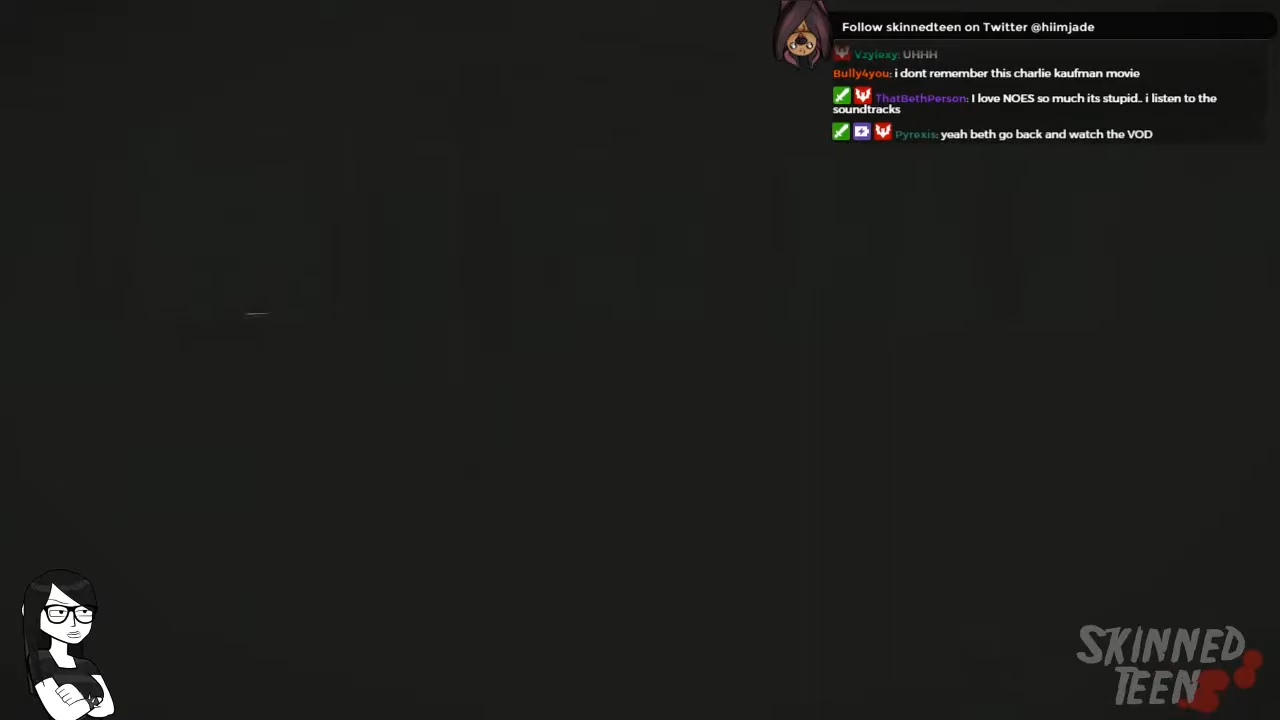 Follow skinnedteen on Twitter @hiimjade
Vzylexy: UHHH
Bully4you: i dont remember this charlie kaufman movie
ThatBethPerson: I love NOES so much its stupid.. i listen to the
soundtracks
Pyrexis: yeah beth go back and watch the VOD
SKINNED
TEEN